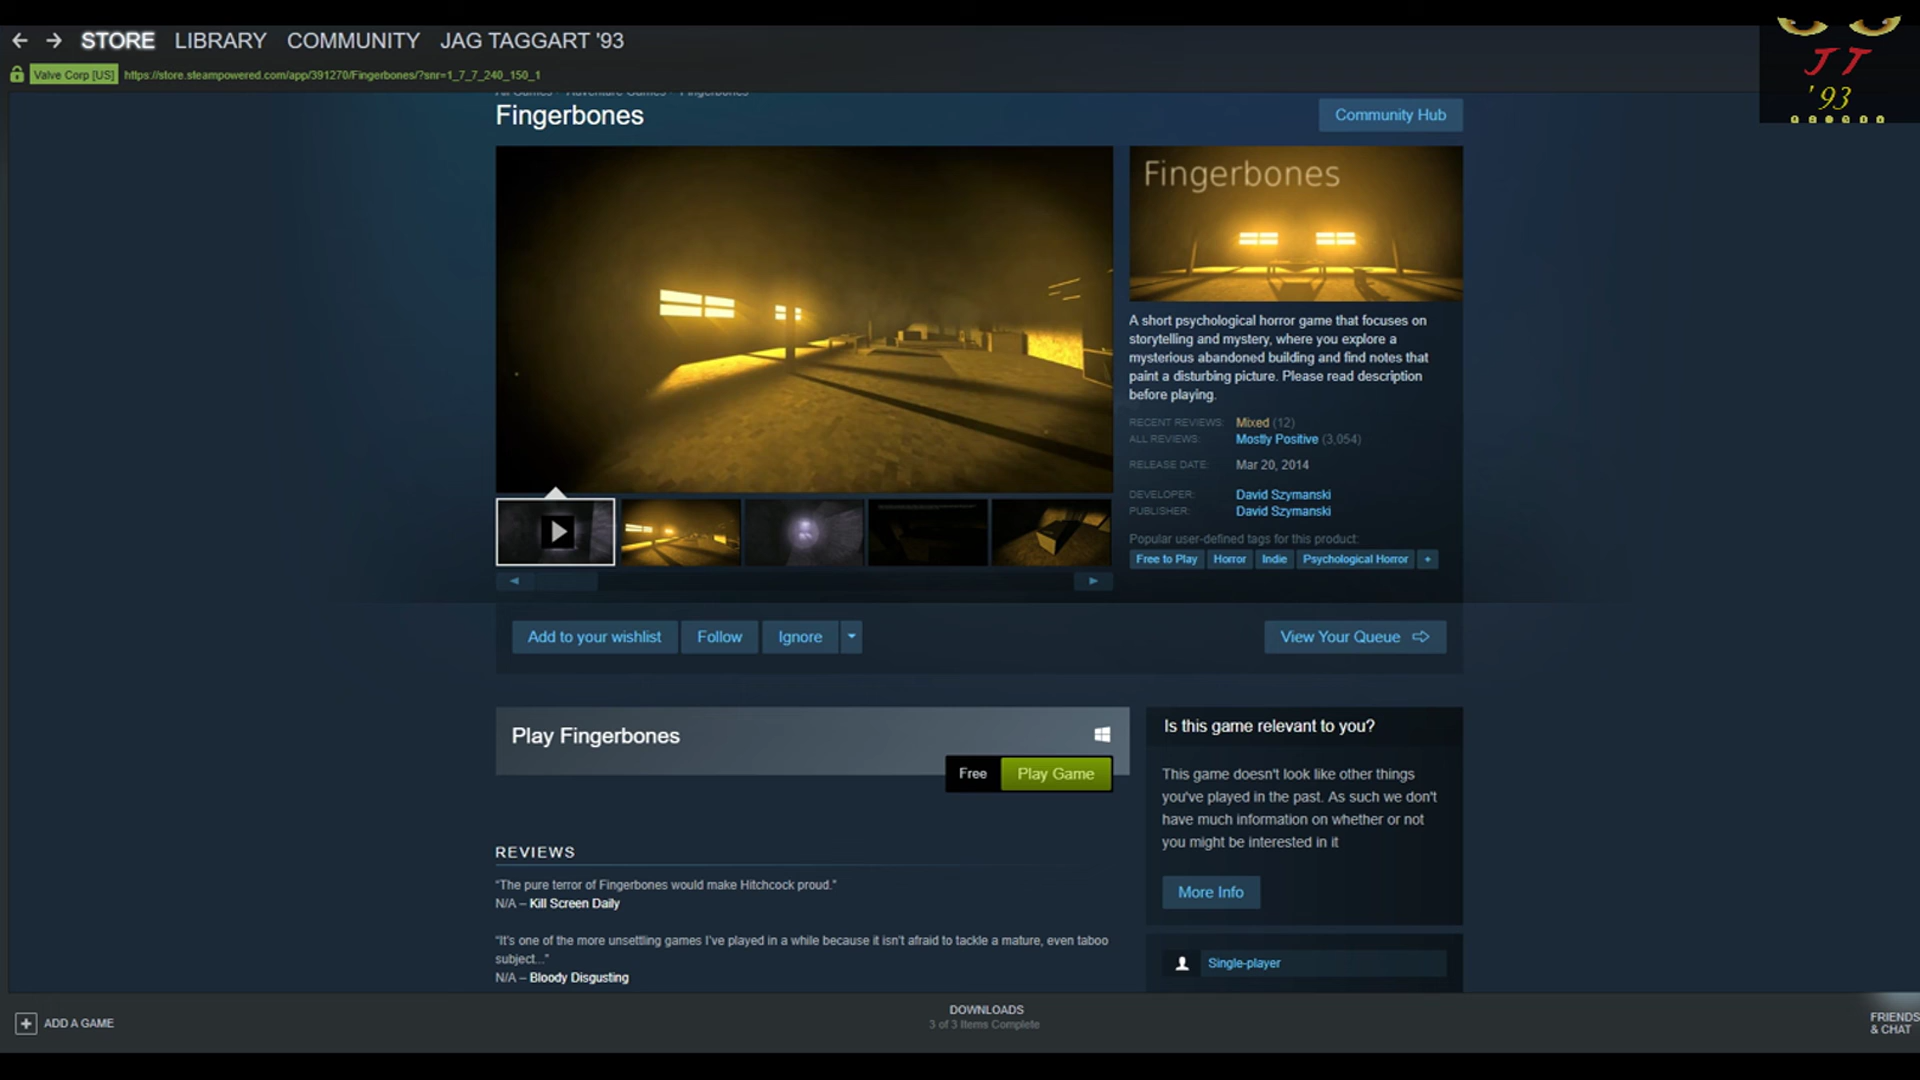 STORE LIBRARY COMMUNITY JAG TAGGART '93
Valve Corp [US] https://store.steampowered.com/app/391270/Fingerbones/?snr=1_7_7_240_150_1
JT
'93
All Games Adventure Games Fingerbones
Fingerbones
Community Hub
Fingerbones
A short psychological horror game that focuses on
storytelling and mystery, where you explore a
mysterious abandoned building and find notes that
paint a disturbing picture. Please read description
before playing.
RECENT REVIEWS: Mixed (12)
ALL REVIEWS: Mostly Positive (3,054)
RELEASE DATE: Mar 20, 2014
DEVELOPER: David Szymanski
PUBLISHER: David Szymanski
Popular user-defined tags for this product:
Free to Play Horror Indie Psychological Horror +
Add to your wishlist Follow Ignore
View Your Queue
Play Fingerbones
Free Play Game
Is this game relevant to you?
This game doesn't look like other things
you've played in the past. As such we don't
have much information on whether or not
you might be interested in it
More Info
Single-player
REVIEWS
“The pure terror of Fingerbones would make Hitchcock proud.”
N/A – Kill Screen Daily
“It's one of the more unsettling games I've played in a while because it isn't afraid to tackle a mature, even taboo
subject...”
N/A – Bloody Disgusting
+ ADD A GAME
DOWNLOADS
3 of 3 Items Complete
FRIENDS
& CHAT